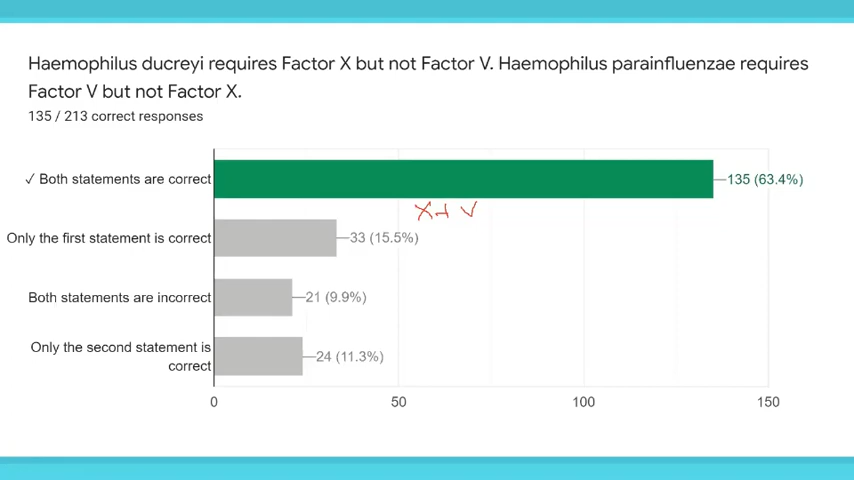 Haemophilus ducreyi requires Factor X but not Factor V. Haemophilus parainfluenzae requires
Factor V but not Factor X.
135 / 213 correct responses
✓ Both statements are correct
135 (63.4%)
X+ V
Only the first statement is correct
33 (15.5%)
Both statements are incorrect
21 (9.9%)
Only the second statement is
correct
24 (11.3%)
0 50 100 150